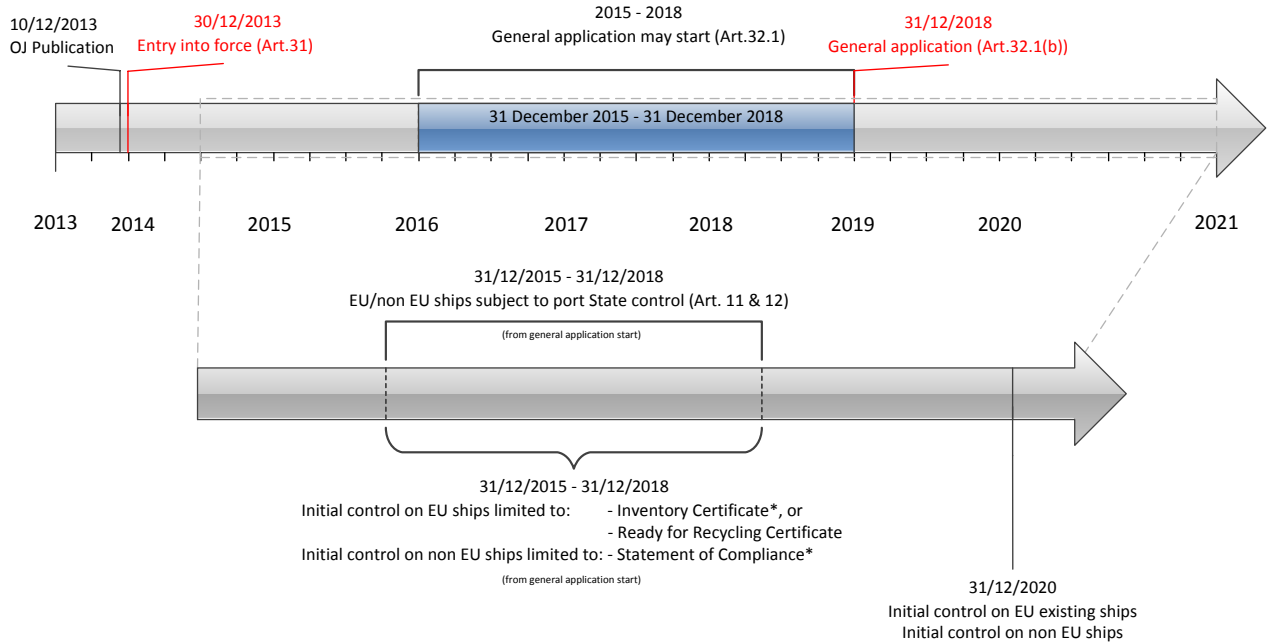 10/12/2013
OJ Publication
30/12/2013
Entry into force (Art.31)
2015 - 2018
General application may start (Art.32.1)
31/12/2018
General application (Art.32.1(b))
31 December 2015 - 31 December 2018
2013 2014 2015 2016 2017 2018 2019 2020 2021
31/12/2015 - 31/12/2018
EU/non EU ships subject to port State control (Art. 11 & 12)
(from general application start)
31/12/2015 - 31/12/2018
Initial control on EU ships limited to: - Inventory Certificate*, or
- Ready for Recycling Certificate
Initial control on non EU ships limited to: - Statement of Compliance*
(from general application start)
31/12/2020
Initial control on EU existing ships
Initial control on non EU ships